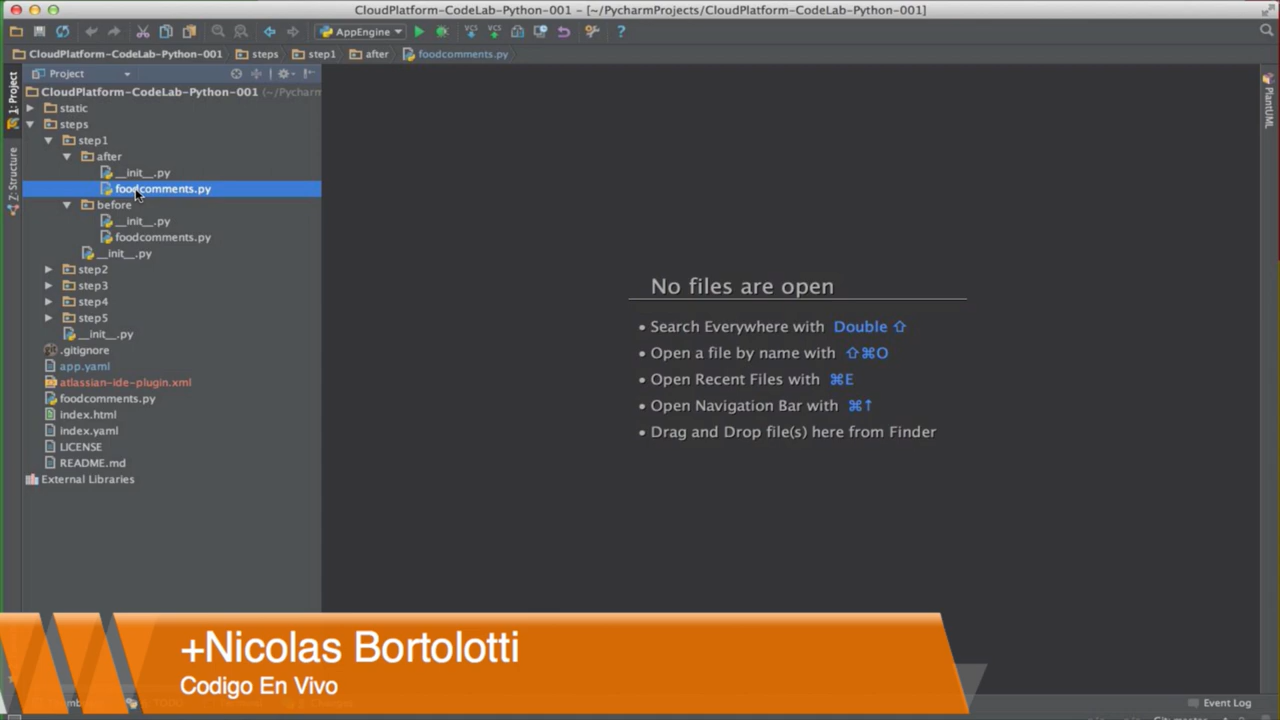 CloudPlatform-CodeLab-Python-001 – [~/PycharmProjects/CloudPlatform-CodeLab-Python-001]
AppEngine
CloudPlatform-CodeLab-Python-001
steps
step1
after
foodcomments.py
1: Project
Z: Structure
PlantUML
Project
CloudPlatform-CodeLab-Python-001 (~/Pycharm
static
steps
step1
after
__init__.py
foodcomments.py
before
__init__.py
foodcomments.py
__init__.py
step2
step3
step4
step5
__init__.py
.gitignore
app.yaml
atlassian-ide-plugin.xml
foodcomments.py
index.html
index.yaml
LICENSE
README.md
External Libraries
No files are open
• Search Everywhere with Double ⇧
• Open a file by name with ⇧⌘O
• Open Recent Files with ⌘E
• Open Navigation Bar with ⌘↑
• Drag and Drop file(s) here from Finder
+Nicolas Bortolotti
Codigo En Vivo
Event Log